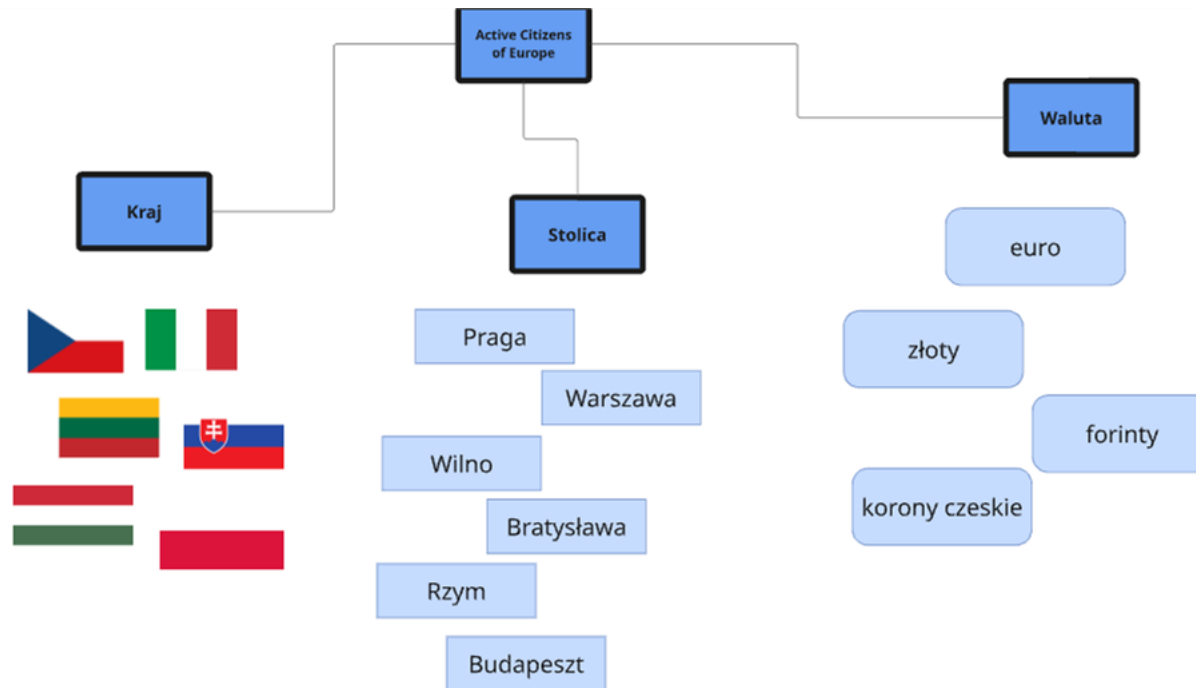 Active Citizens
of Europe
Waluta
Kraj
Stolica
euro
Praga
złoty
Warszawa
forinty
Wilno
korony czeskie
Bratysława
Rzym
Budapeszt